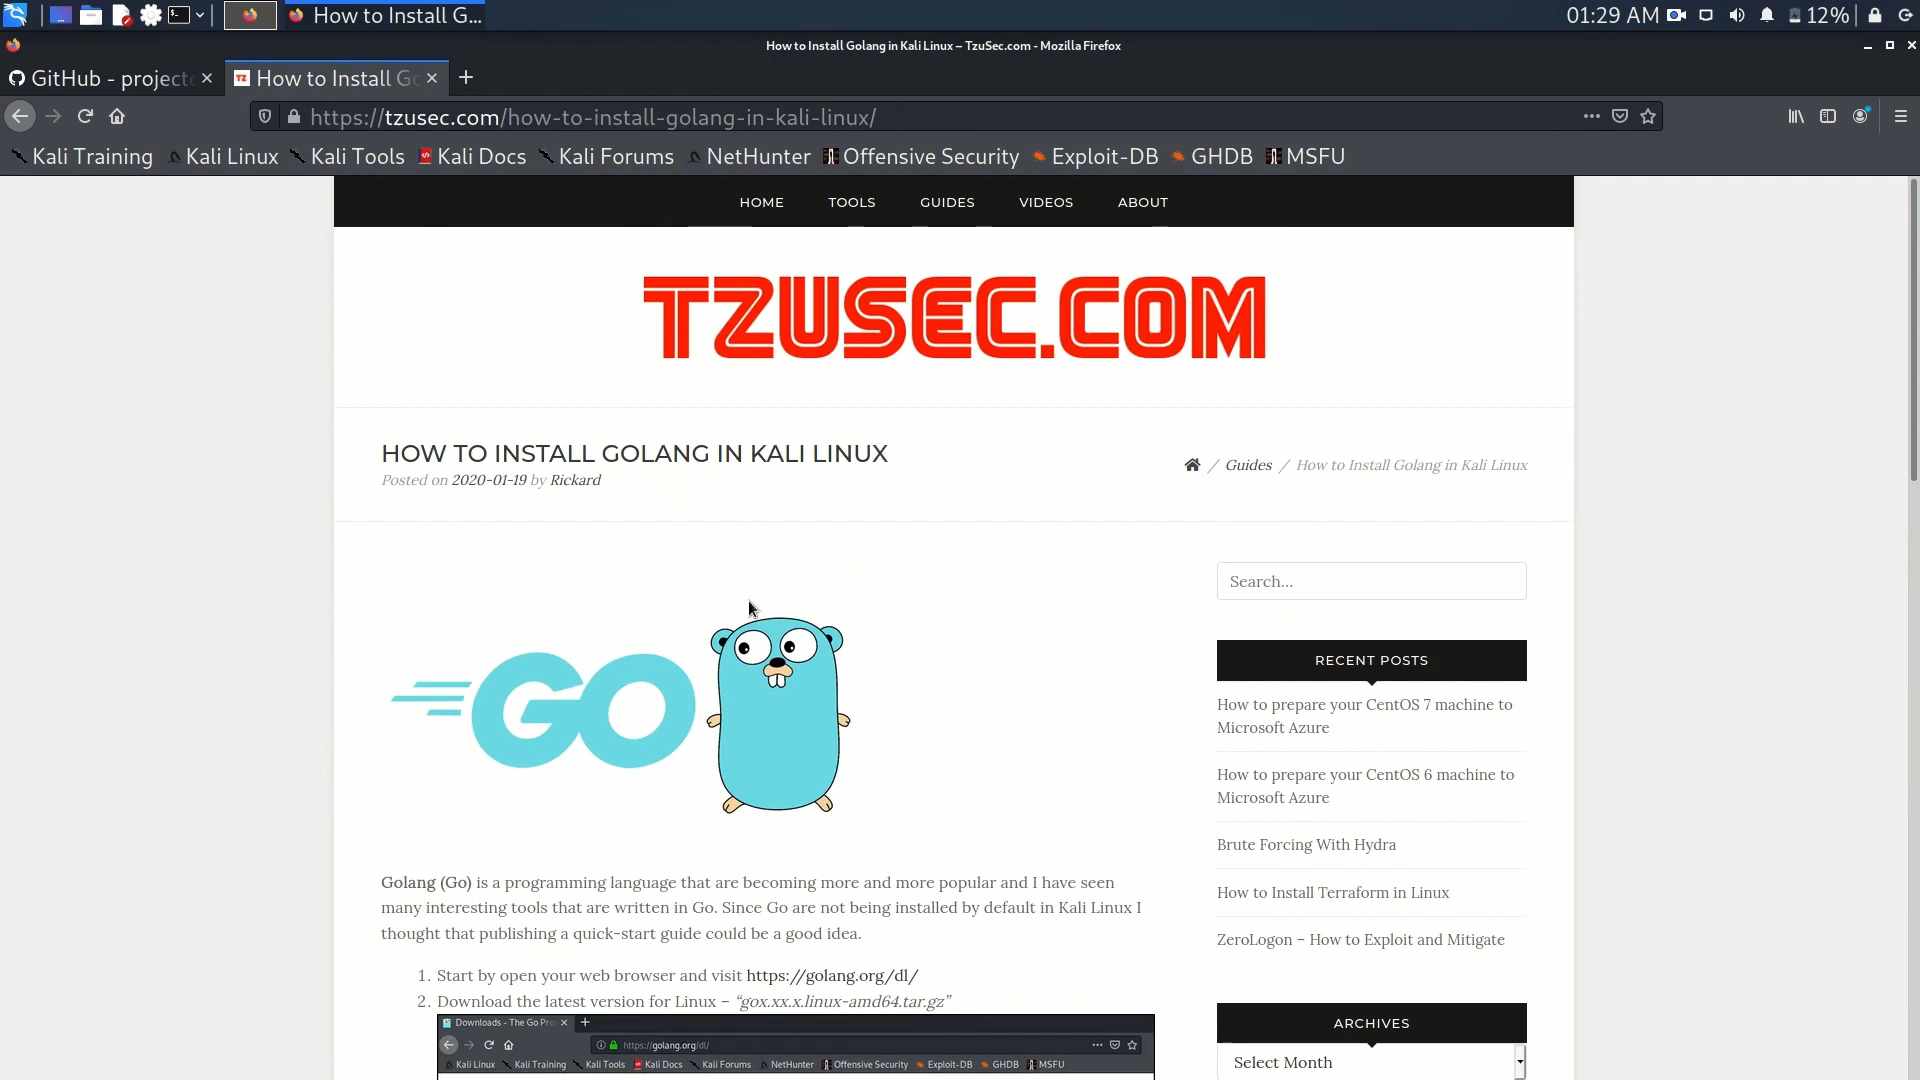 How to Install G...
01:29 AM
12%
How to Install Golang in Kali Linux – TzuSec.com - Mozilla Firefox
GitHub - project
How to Install Go
https://tzusec.com/how-to-install-golang-in-kali-linux/
Kali Training
Kali Linux
Kali Tools
Kali Docs
Kali Forums
NetHunter
Offensive Security
Exploit-DB
GHDB
MSFU
HOME
TOOLS
GUIDES
VIDEOS
ABOUT
TZUSEC.COM
HOW TO INSTALL GOLANG IN KALI LINUX
Posted on 2020-01-19 by Rickard
/ Guides / How to Install Golang in Kali Linux
GO
Golang (Go) is a programming language that are becoming more and more popular and I have seen
many interesting tools that are written in Go. Since Go are not being installed by default in Kali Linux I
thought that publishing a quick-start guide could be a good idea.
1. Start by open your web browser and visit https://golang.org/dl/
2. Download the latest version for Linux – “gox.xx.x.linux-amd64.tar.gz”
Downloads - The Go Pro
https://golang.org/dl/
Kali Linux
Kali Training
Kali Tools
Kali Docs
Kali Forums
NetHunter
Offensive Security
Exploit-DB
GHDB
MSFU
Search...
RECENT POSTS
How to prepare your CentOS 7 machine to
Microsoft Azure
How to prepare your CentOS 6 machine to
Microsoft Azure
Brute Forcing With Hydra
How to Install Terraform in Linux
ZeroLogon – How to Exploit and Mitigate
ARCHIVES
Select Month